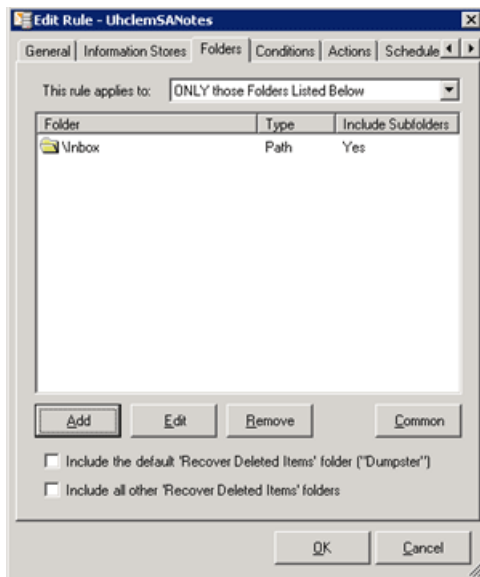 Edit Rule - UhclemSANotes
General Information Stores Folders Conditions Actions Schedule
This rule applies to: ONLY those Folders Listed Below
Folder Type Include Subfolders
\Inbox Path Yes
Add Edit Remove Common
Include the default 'Recover Deleted Items' folder ("Dumpster")
Include all other 'Recover Deleted Items' folders
OK Cancel